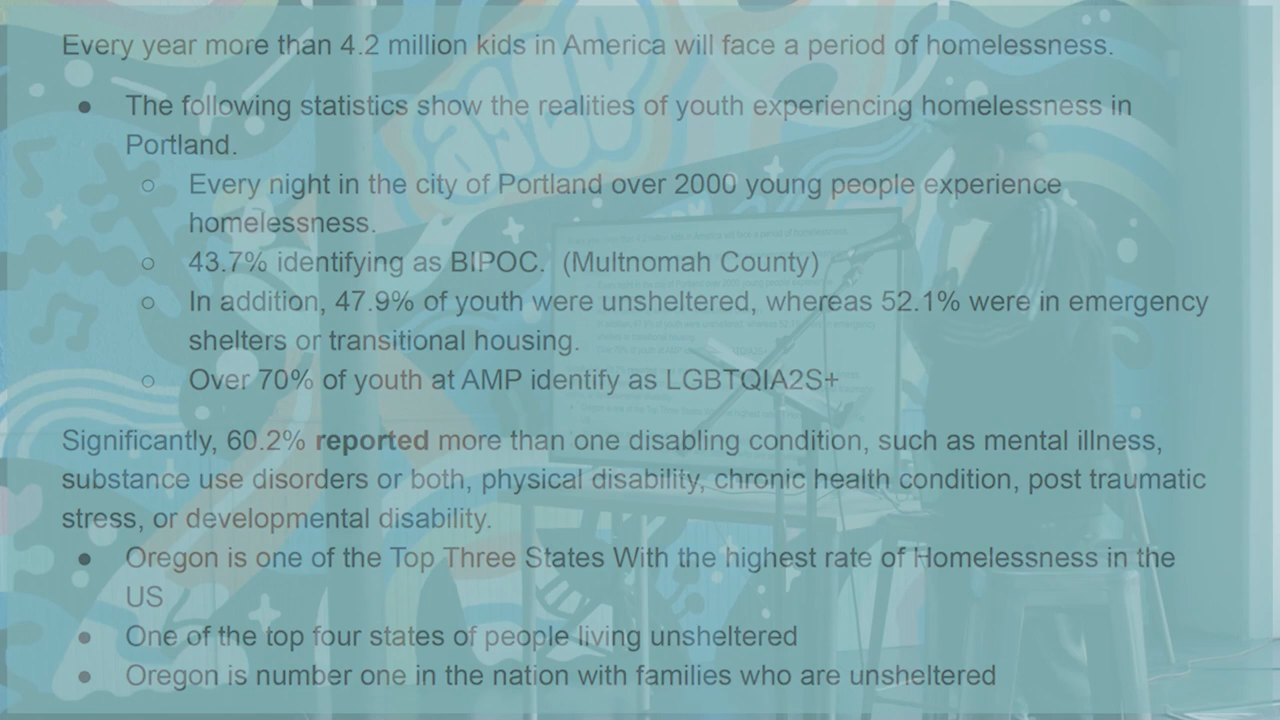 Every year more than 4.2 million kids in America will face a period of homelessness.
● The following statistics show the realities of youth experiencing homelessness in
Portland.
○ Every night in the city of Portland over 2000 young people experience
homelessness.
○ 43.7% identifying as BIPOC. (Multnomah County)
○ In addition, 47.9% of youth were unsheltered, whereas 52.1% were in emergency
shelters or transitional housing.
○ Over 70% of youth at AMP identify as LGBTQIA2S+
Significantly, 60.2% reported more than one disabling condition, such as mental illness,
substance use disorders or both, physical disability, chronic health condition, post traumatic
stress, or developmental disability.
● Oregon is one of the Top Three States With the highest rate of Homelessness in the
US
● One of the top four states of people living unsheltered
● Oregon is number one in the nation with families who are unsheltered